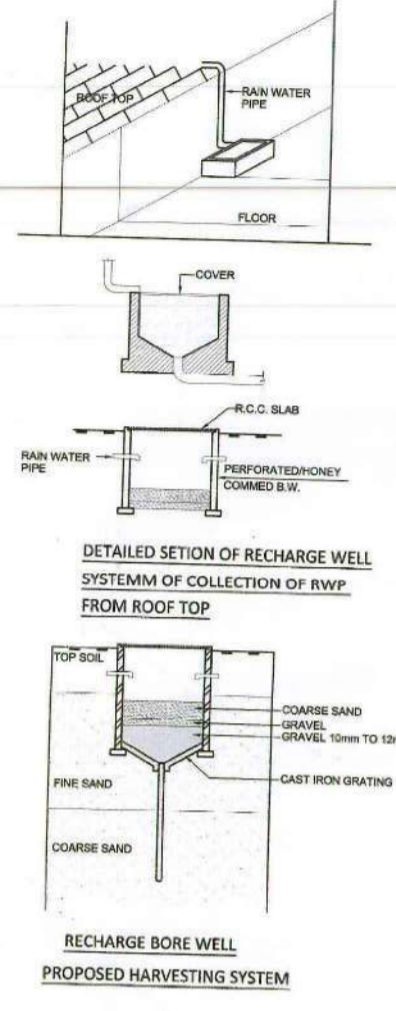 ROOF TOP
RAIN WATER
PIPE
FLOOR
COVER
R.C.C. SLAB
RAIN WATER
PIPE
PERFORATED/HONEY
COMMED B.W.
DETAILED SETION OF RECHARGE WELL
SYSTEMM OF COLLECTION OF RWP
FROM ROOF TOP
TOP SOIL
COARSE SAND
GRAVEL
GRAVEL 10mm TO 12m
CAST IRON GRATING
FINE SAND
COARSE SAND
RECHARGE BORE WELL
PROPOSED HARVESTING SYSTEM